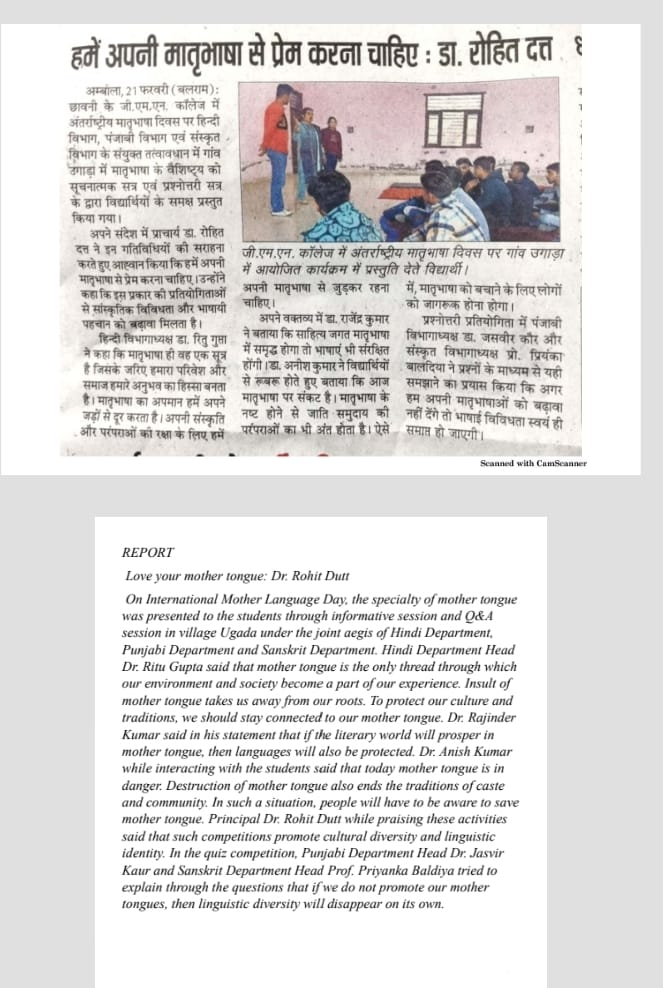 हमें अपनी मातृभाषा से प्रेम करना चाहिए : डा. रोहित दत्त
अम्बाला, 21 फरवरी (बलराम):
छावनी के जी.एम.एन. कॉलेज में
अंतर्राष्ट्रीय मातृभाषा दिवस पर हिन्दी
विभाग, पंजाबी विभाग एवं संस्कृत
विभाग के संयुक्त तत्वावधान में गांव
उगाड़ा में मातृभाषा के वैशिष्ट्य को
सूचनात्मक सत्र एवं प्रश्नोत्तरी सत्र
के द्वारा विद्यार्थियों के समक्ष प्रस्तुत
किया गया।
अपने संदेश में प्राचार्य डा. रोहित
दत्त ने इन गतिविधियों की सराहना
करते हुए आह्वान किया कि हमें अपनी
मातृभाषा से प्रेम करना चाहिए। उन्होंने
कहा कि इस प्रकार की प्रतियोगिताओं
से सांस्कृतिक विविधता और भाषायी
पहचान को बढ़ावा मिलता है।
हिन्दी विभागाध्यक्ष डा. रितु गुप्ता
ने कहा कि मातृभाषा ही वह एक सूत्र
है जिसके जरिए हमारा परिवेश और
समाज हमारे अनुभव का हिस्सा बनता
है। मातृभाषा का अपमान हमें अपने
जड़ों से दूर करता है। अपनी संस्कृति
और परंपराओं की रक्षा के लिए हमें
जी.एम.एन. कॉलेज में अंतर्राष्ट्रीय मातृभाषा दिवस पर गांव उगाड़ा
में आयोजित कार्यक्रम में प्रस्तुति देते विद्यार्थी।
अपनी मातृभाषा से जुड़कर रहना
चाहिए।
अपने वक्तव्य में डा. राजेंद्र कुमार
ने बताया कि साहित्य जगत मातृभाषा
में समृद्ध होगा तो भाषाएं भी संरक्षित
होंगी। डा. अनीश कुमार ने विद्यार्थियों
से रूबरू होते हुए बताया कि आज
मातृभाषा पर संकट है। मातृभाषा के
नष्ट होने से जाति समुदाय की
परंपराओं का भी अंत होता है। ऐसे
में, मातृभाषा को बचाने के लिए लोगों
को जागरूक होना होगा।
प्रश्नोत्तरी प्रतियोगिता में पंजाबी
विभागाध्यक्ष डा. जसवीर कौर और
संस्कृत विभागाध्यक्ष प्रो. प्रियंका
बालदिया ने प्रश्नों के माध्यम से यही
समझाने का प्रयास किया कि अगर
हम अपनी मातृभाषाओं को बढ़ावा
नहीं देंगे तो भाषाई विविधता स्वयं ही
समाप्त हो जाएगी।
Scanned with CamScanner
REPORT
Love your mother tongue: Dr. Rohit Dutt
On International Mother Language Day, the specialty of mother tongue
was presented to the students through informative session and Q&A
session in village Ugada under the joint aegis of Hindi Department,
Punjabi Department and Sanskrit Department. Hindi Department Head
Dr. Ritu Gupta said that mother tongue is the only thread through which
our environment and society become a part of our experience. Insult of
mother tongue takes us away from our roots. To protect our culture and
traditions, we should stay connected to our mother tongue. Dr. Rajinder
Kumar said in his statement that if the literary world will prosper in
mother tongue, then languages will also be protected. Dr. Anish Kumar
while interacting with the students said that today mother tongue is in
danger. Destruction of mother tongue also ends the traditions of caste
and community. In such a situation, people will have to be aware to save
mother tongue. Principal Dr. Rohit Dutt while praising these activities
said that such competitions promote cultural diversity and linguistic
identity. In the quiz competition, Punjabi Department Head Dr. Jasvir
Kaur and Sanskrit Department Head Prof. Priyanka Baldiya tried to
explain through the questions that if we do not promote our mother
tongues, then linguistic diversity will disappear on its own.